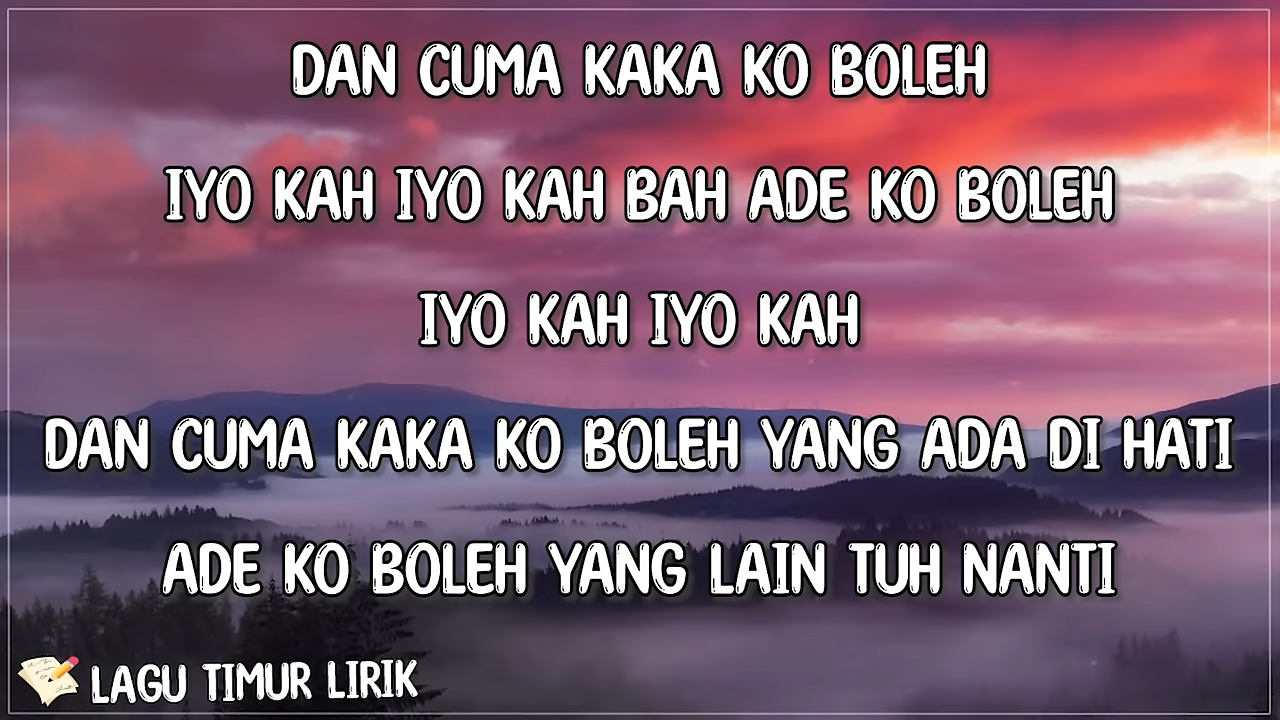 DAN CUMA KAKA KO BOLEH
IYO KAH IYO KAH BAH ADE KO BOLEH
IYO KAH IYO KAH
DAN CUMA KAKA KO BOLEH YANG ADA DI HATI
ADE KO BOLEH YANG LAIN TUH NANTI
LAGU TIMUR LIRIK